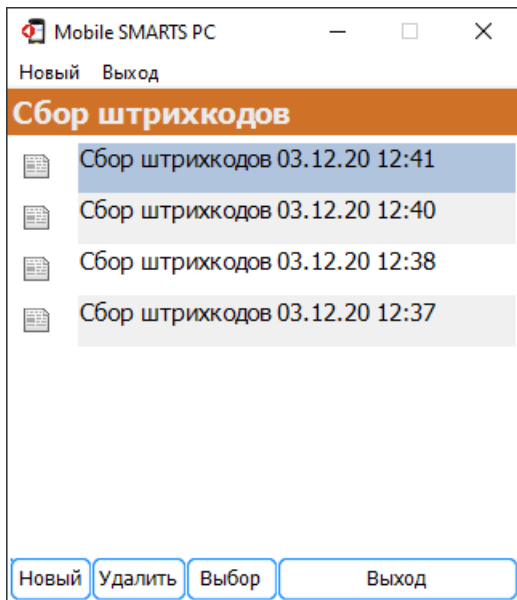 Mobile SMARTS PC
Новый Выход
Сбор штрихкодов
Сбор штрихкодов 03.12.20 12:41
Сбор штрихкодов 03.12.20 12:40
Сбор штрихкодов 03.12.20 12:38
Сбор штрихкодов 03.12.20 12:37
Новый Удалить Выбор Выход